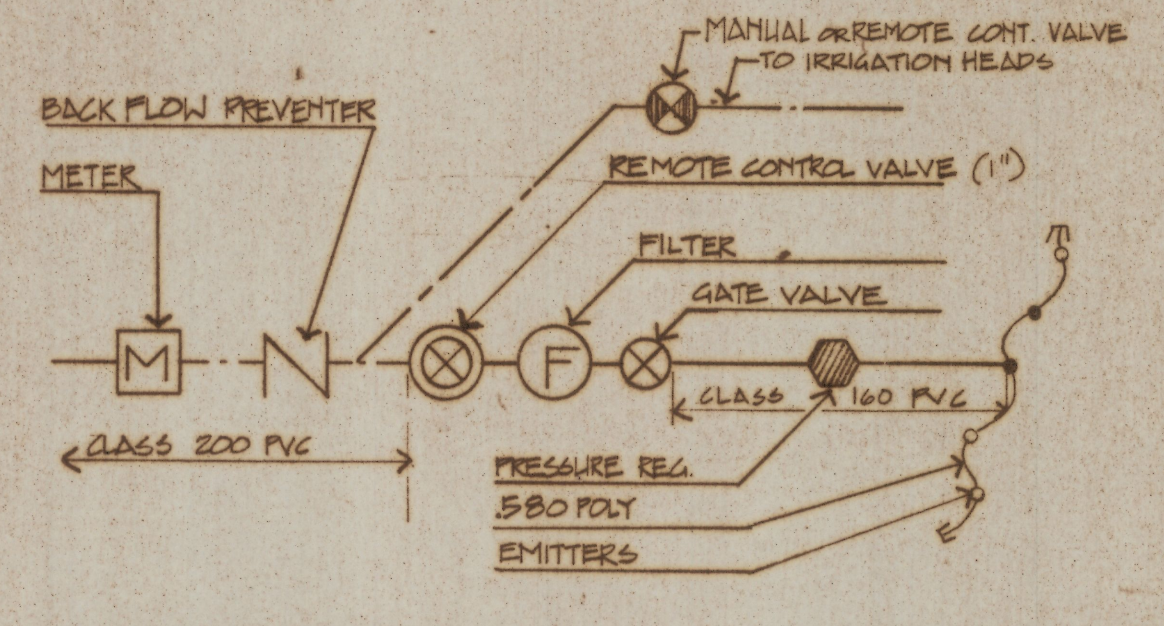 MANUAL or REMOTE CONT. VALVE
TO IRRIGATION HEADS
BACK FLOW PREVENTER
METER
REMOTE CONTROL VALVE (1")
FILTER
GATE VALVE
M
F
CLASS 160 PVC
CLASS 200 PVC
PRESSURE REG.
.580 POLY
EMITTERS
E